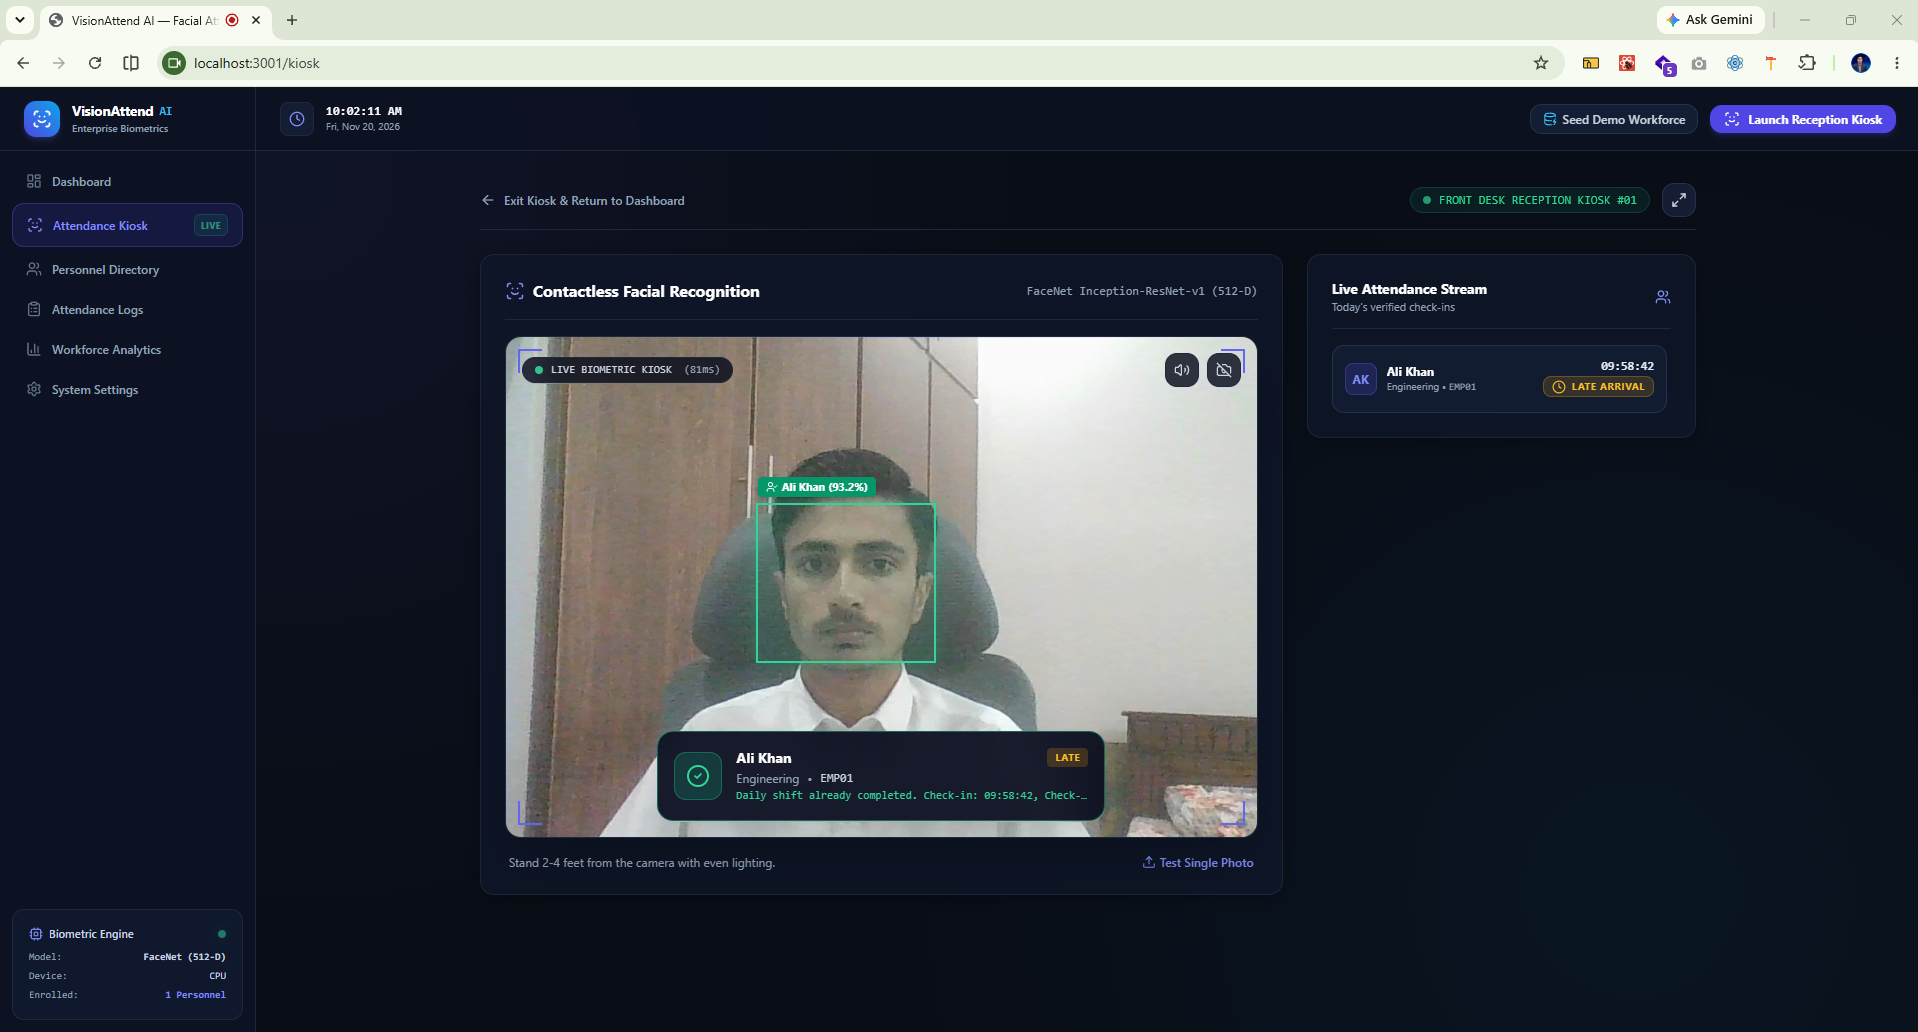 VisionAttend AI — Facial At
Ask Gemini
localhost:3001/kiosk
5
VisionAttend AI
Enterprise Biometrics
10:02:11 AM
Fri, Nov 20, 2026
Seed Demo Workforce
Launch Reception Kiosk
Dashboard
Attendance Kiosk LIVE
Personnel Directory
Attendance Logs
Workforce Analytics
System Settings
Exit Kiosk & Return to Dashboard
FRONT DESK RECEPTION KIOSK #01
Contactless Facial Recognition
FaceNet Inception-ResNet-v1 (512-D)
LIVE BIOMETRIC KIOSK (81ms)
Ali Khan (93.2%)
Ali Khan
LATE
Engineering • EMP01
Daily shift already completed. Check-in: 09:58:42, Check-…
Stand 2-4 feet from the camera with even lighting.
Test Single Photo
Live Attendance Stream
Today's verified check-ins
AK
Ali Khan
Engineering • EMP01
09:58:42
LATE ARRIVAL
Biometric Engine
Model: FaceNet (512-D)
Device: CPU
Enrolled: 1 Personnel